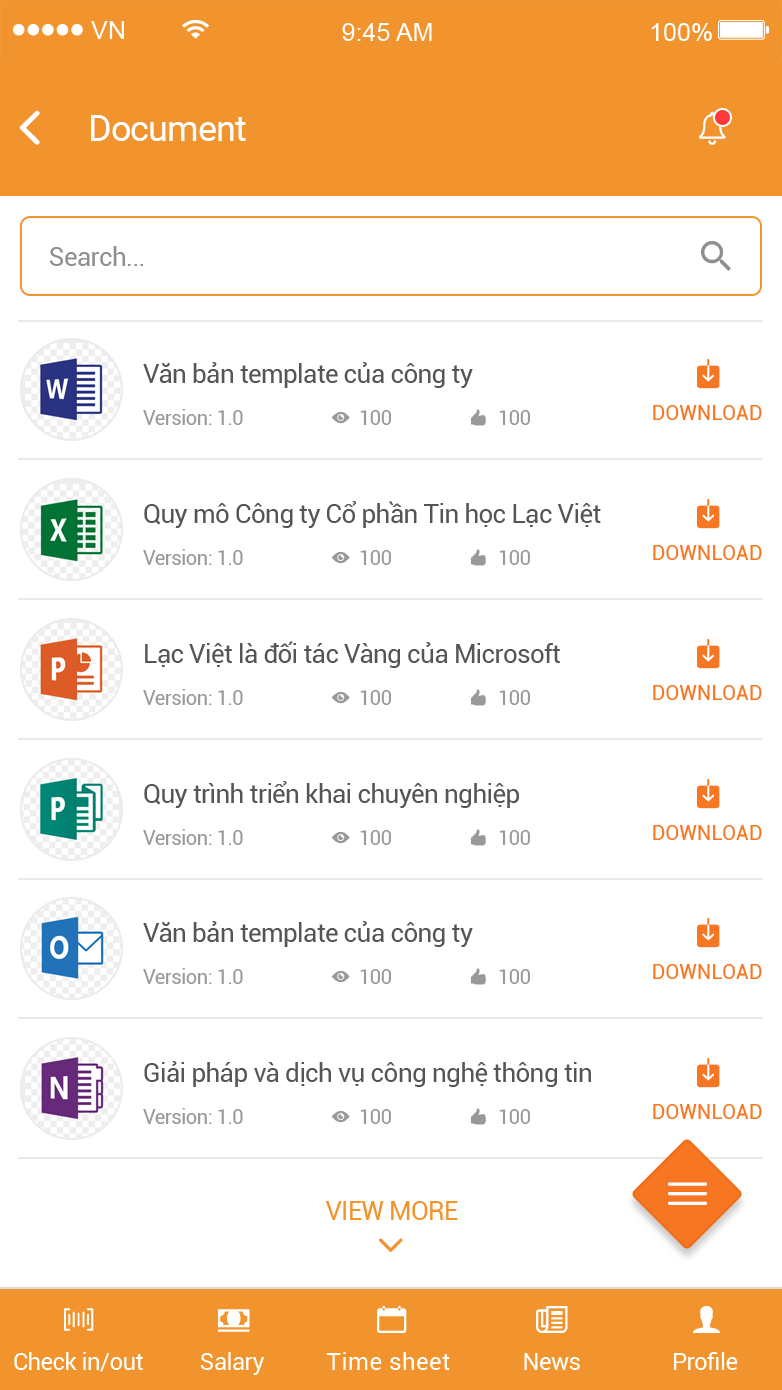 VN 9:45 AM 100%
Document
Search...
W
Văn bản template của công ty
Version: 1.0 100 100
DOWNLOAD
X
Quy mô Công ty Cổ phần Tin học Lạc Việt
Version: 1.0 100 100
DOWNLOAD
P
Lạc Việt là đối tác Vàng của Microsoft
Version: 1.0 100 100
DOWNLOAD
P
Quy trình triển khai chuyên nghiệp
Version: 1.0 100 100
DOWNLOAD
O
Văn bản template của công ty
Version: 1.0 100 100
DOWNLOAD
N
Giải pháp và dịch vụ công nghệ thông tin
Version: 1.0 100 100
DOWNLOAD
VIEW MORE
Check in/out Salary Time sheet News Profile